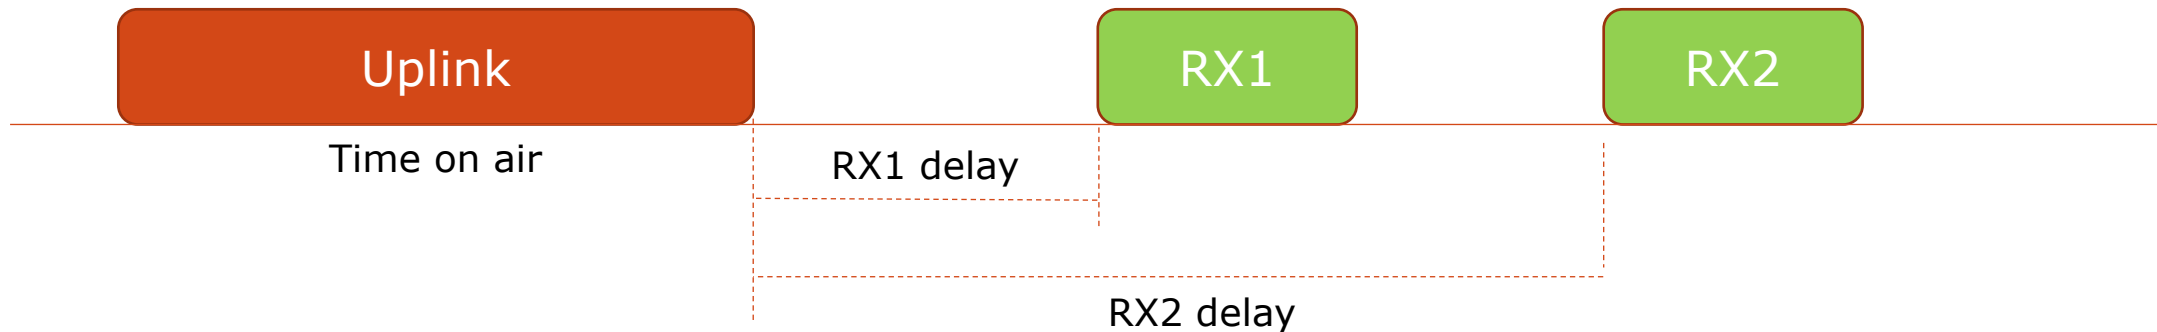 Uplink
RX1
RX2
Time on air
RX1 delay
RX2 delay